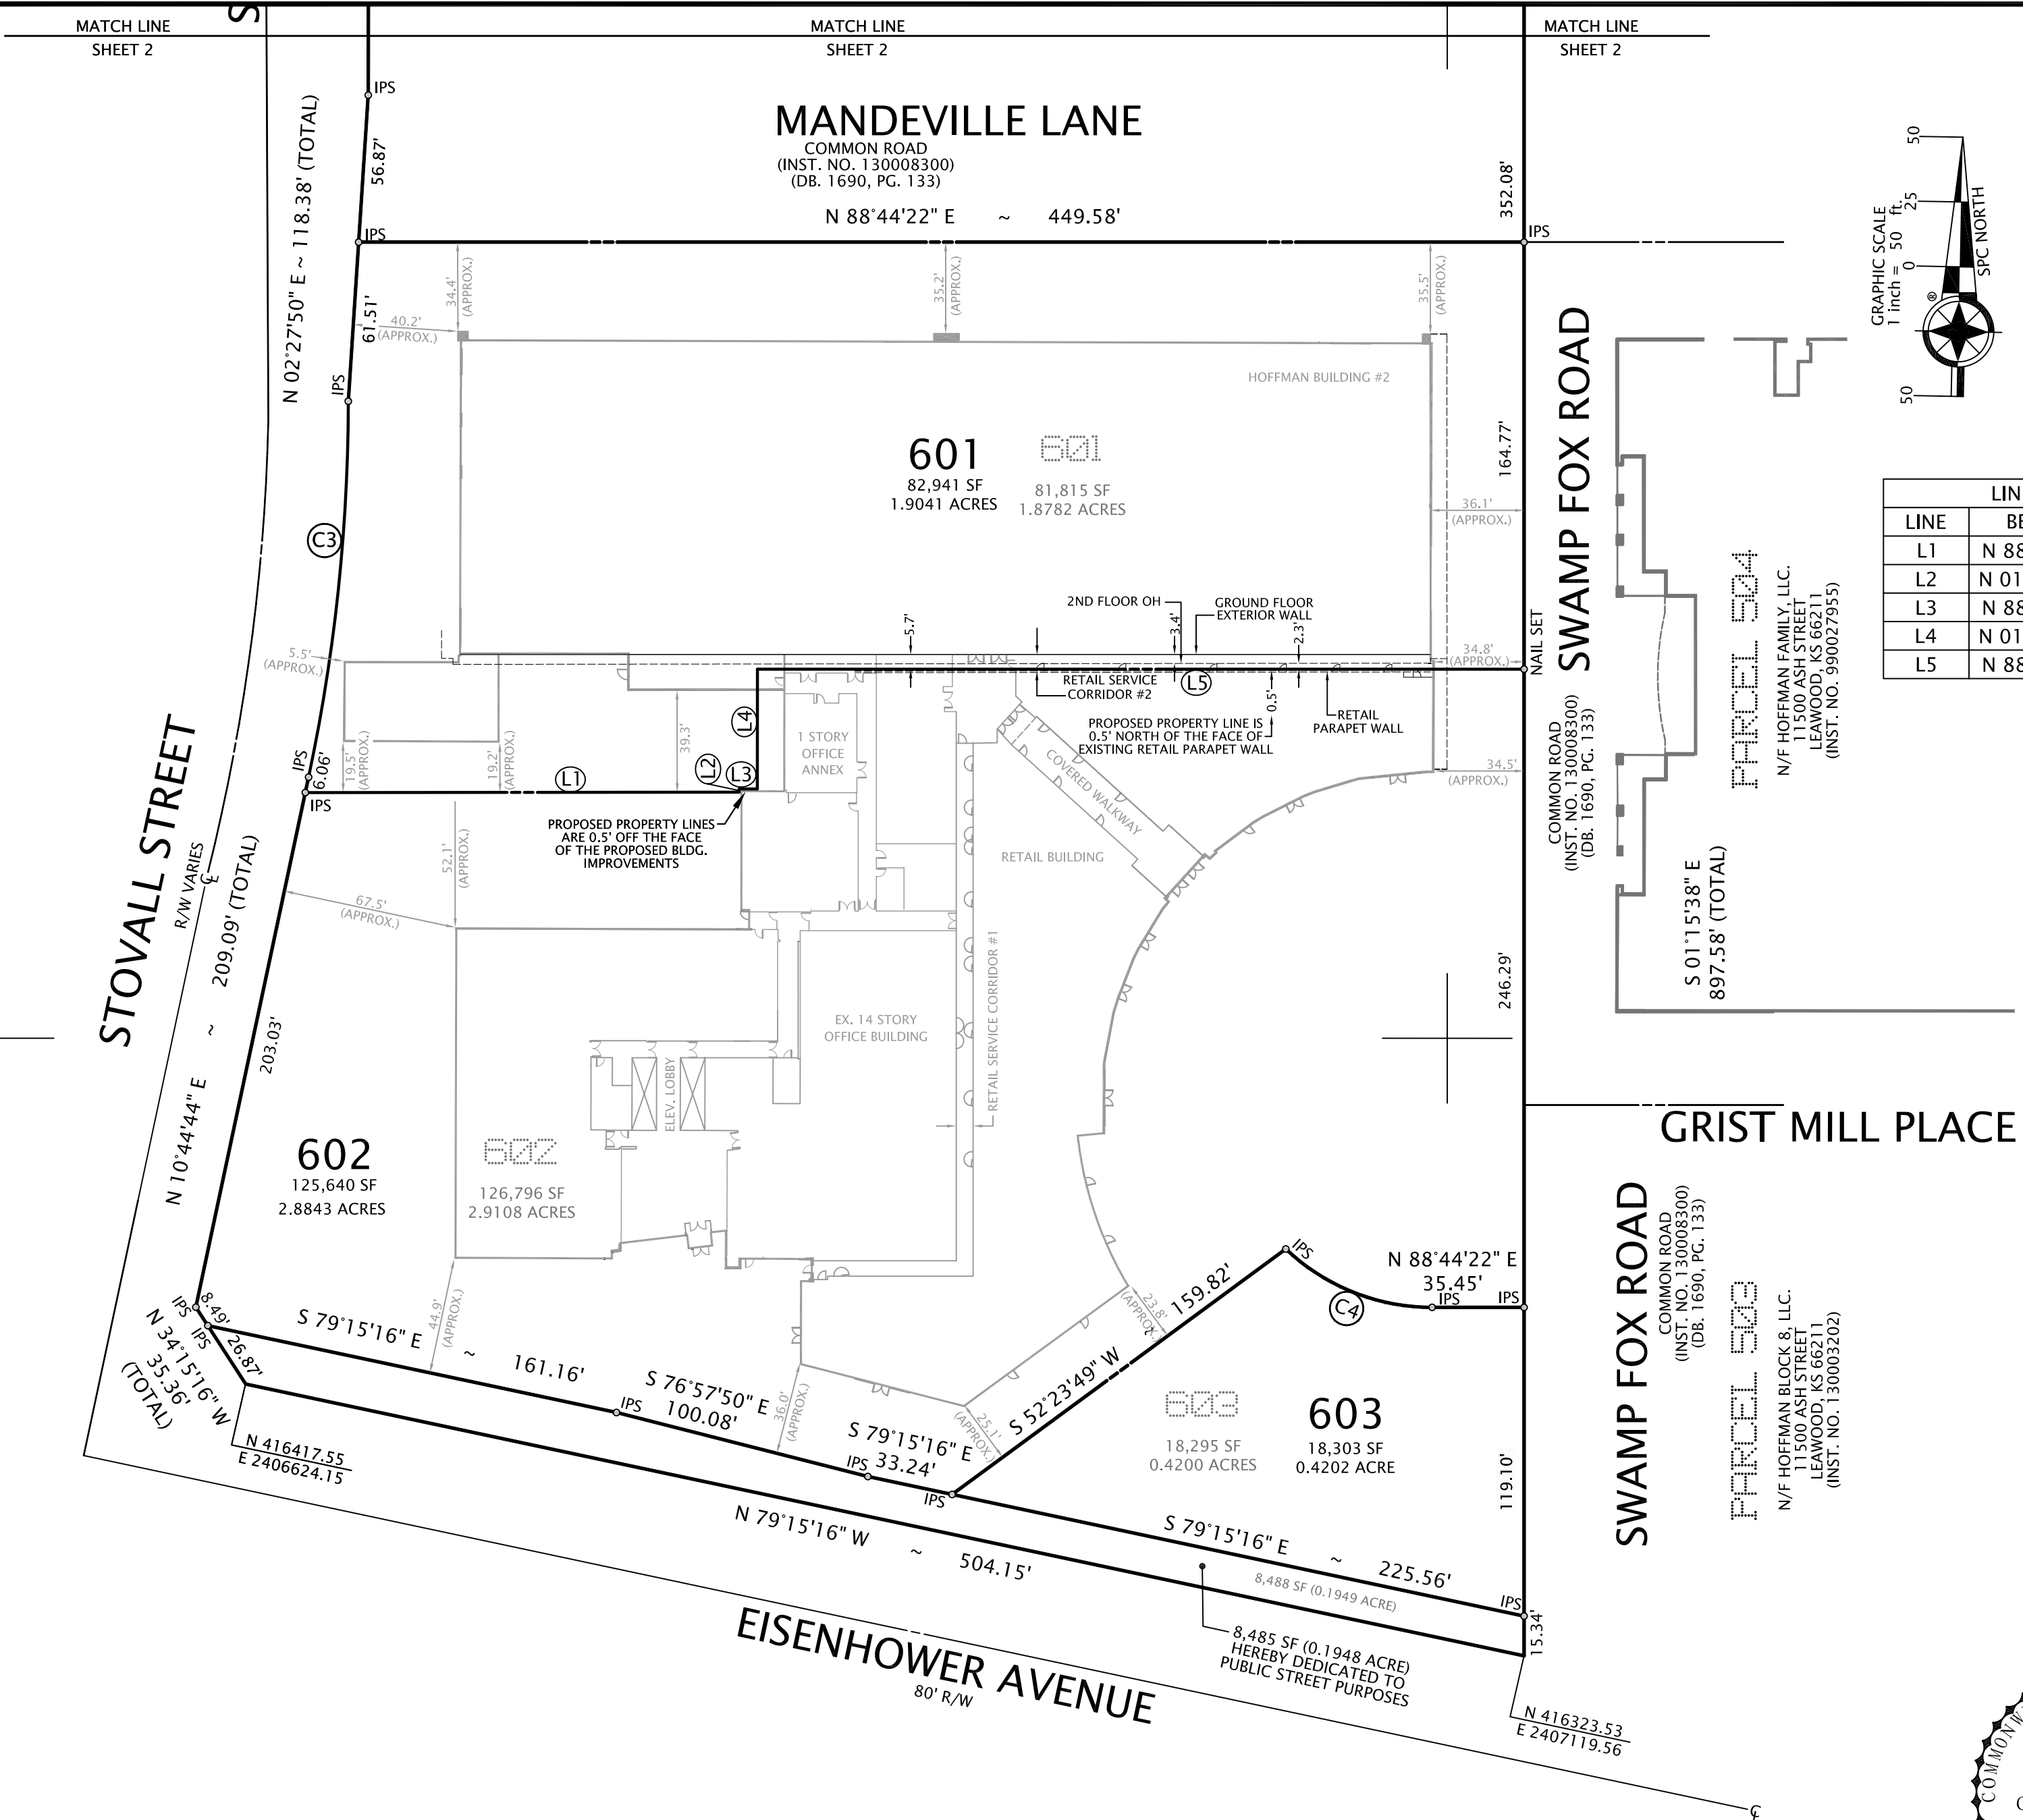 MATCH LINE
SHEET 2
MATCH LINE
SHEET 2
MATCH LINE
SHEET 2
S
IPS
56.87'
N 02°27'50" E ~ 118.38' (TOTAL)
MANDEVILLE LANE
COMMON ROAD
(INST. NO. 130008300)
(DB. 1690, PG. 133)
N 88°44'22" E ~ 449.58'
352.08'
IPS
IPS
50
25
0
50
GRAPHIC SCALE
1 inch = 50 ft.
SPC NORTH
®
61.51'
40.2'
(APPROX.)
34.4'
(APPROX.)
35.2'
(APPROX.)
35.5'
(APPROX.)
HOFFMAN BUILDING #2
IPS
601
82,941 SF
1.9041 ACRES
601
81,815 SF
1.8782 ACRES
164.77'
36.1'
(APPROX.)
SWAMP FOX ROAD
COMMON ROAD
(INST. NO. 130008300)
(DB. 1690, PG. 133)
NAIL SET
PARCEL 504
N/F HOFFMAN FAMILY, LLC.
11500 ASH STREET
LEAWOOD, KS 66211
(INST. NO. 990027955)
LIN
LINE
BE
L1
N 88
L2
N 01
L3
N 88
L4
N 01
L5
N 88
C3
5.7'
2ND FLOOR OH
3.4'
GROUND FLOOR
EXTERIOR WALL
2.3'
34.8'
(APPROX.)
5.5'
(APPROX.)
RETAIL SERVICE
CORRIDOR #2
L5
0.5'
PROPOSED PROPERTY LINE IS
0.5' NORTH OF THE FACE OF
EXISTING RETAIL PARAPET WALL
RETAIL
PARAPET WALL
34.5'
(APPROX.)
IPS
6.06'
IPS
19.5'
(APPROX.)
19.2'
(APPROX.)
39.3'
L1
L2
L3
L4
1 STORY
OFFICE
ANNEX
COVERED WALKWAY
PROPOSED PROPERTY LINES
ARE 0.5' OFF THE FACE
OF THE PROPOSED BLDG.
IMPROVEMENTS
RETAIL BUILDING
STOVALL STREET
R/W VARIES
N 10°44'44" E ~ 209.09' (TOTAL)
203.03'
52.1'
(APPROX.)
67.5'
(APPROX.)
EX. 14 STORY
OFFICE BUILDING
ELEV. LOBBY
RETAIL SERVICE CORRIDOR #1
246.29'
S 01°15'38" E
897.58' (TOTAL)
GRIST MILL PLACE
602
125,640 SF
2.8843 ACRES
602
126,796 SF
2.9108 ACRES
SWAMP FOX ROAD
COMMON ROAD
(INST. NO. 130008300)
(DB. 1690, PG. 133)
PARCEL 503
N/F HOFFMAN BLOCK 8, LLC.
11500 ASH STREET
LEAWOOD, KS 66211
(INST. NO. 130003202)
IPS
N 88°44'22" E
35.45'
IPS
IPS
C4
159.82'
S 52°23'49" W
23.8'
(APPROX.)
25.1'
(APPROX.)
36.0'
(APPROX.)
44.9'
(APPROX.)
IPS
8.49'
IPS
26.87'
N 34°15'16" W
35.36'
(TOTAL)
S 79°15'16" E ~ 161.16'
IPS
S 76°57'50" E
100.08'
S 79°15'16" E
33.24'
IPS
IPS
603
18,295 SF
0.4200 ACRES
603
18,303 SF
0.4202 ACRE
119.10'
N 416417.55
E 2406624.15
N 79°15'16" W ~ 504.15'
S 79°15'16" E ~ 225.56'
IPS
15.34'
8,488 SF (0.1949 ACRE)
8,485 SF (0.1948 ACRE)
HEREBY DEDICATED TO
PUBLIC STREET PURPOSES
EISENHOWER AVENUE
80' R/W
N 416323.53
E 2407119.56
COMMONW